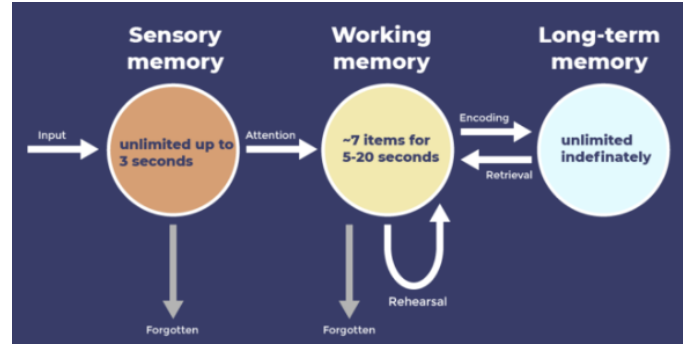 Sensory
memory
Working
memory
Long-term
memory
Input
unlimited up to
3 seconds
Attention
~7 items for
5-20 seconds
Encoding
Retrieval
unlimited
indefinately
Rehearsal
Forgotten
Forgotten